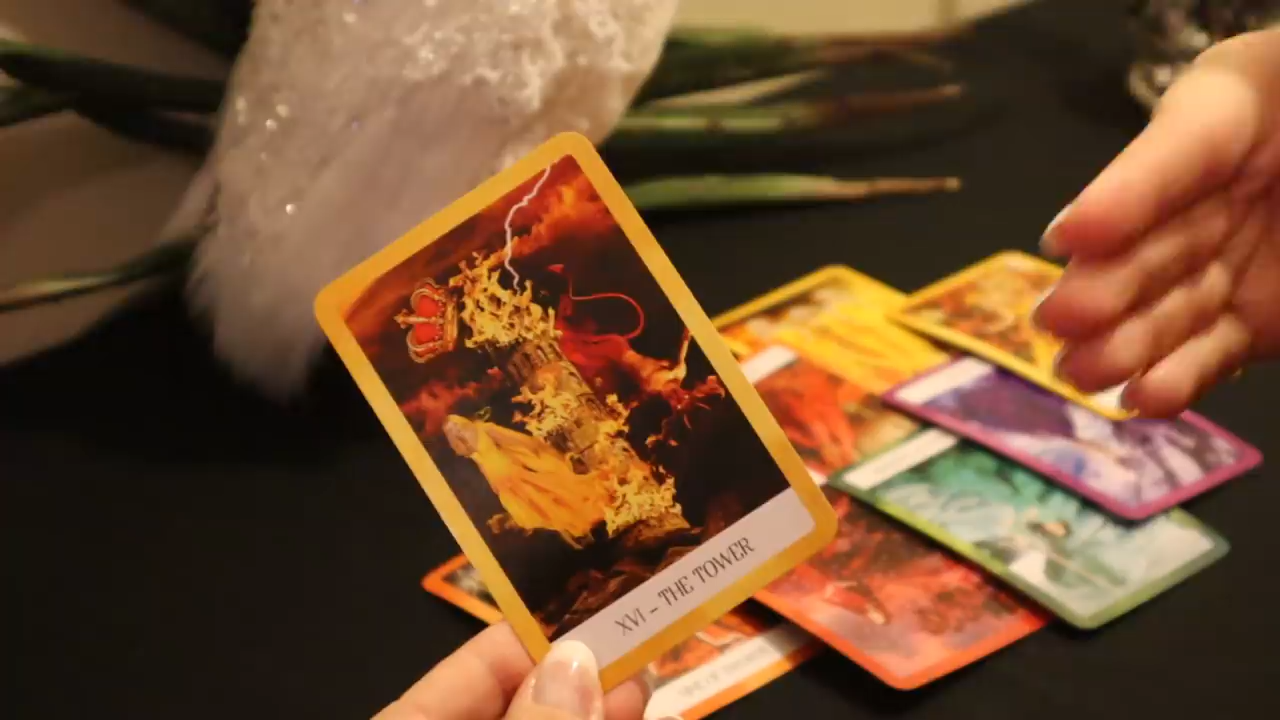 XVI – THE TOWER